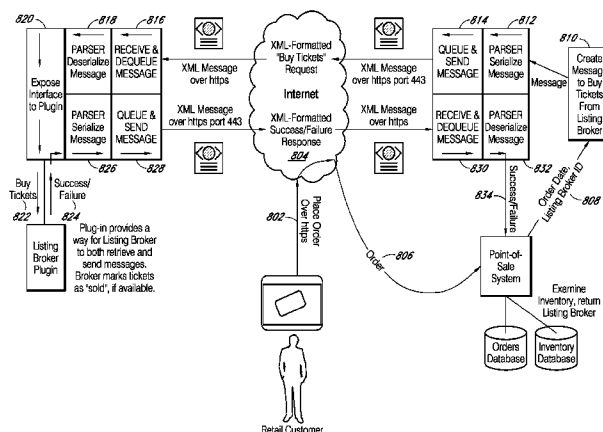 820
818
816
814
812
810
Expose
Interface
to Plugin
PARSER
Deserialize
Message
RECEIVE &
DEQUEUE
MESSAGE
XML Message
over https
XML-Formatted
"Buy Tickets"
Request
XML Message
over https port 443
QUEUE &
SEND
MESSAGE
PARSER
Serialize
Message
Message
Create
Message
to Buy
Tickets
From
Listing
Broker
Internet
PARSER
Serialize
Message
QUEUE &
SEND
MESSAGE
XML Message
over https port 443
XML-Formatted
Success/Failure
Response
804
XML Message
over https
RECEIVE &
DEQUEUE
MESSAGE
PARSER
Deserialize
Message
826
828
830
832
Buy
Tickets
822
Success/
Failure
824
Listing
Broker
Plugin
Plug-in provides a
way for Listing Broker
to both retrieve and
send messages.
Broker marks tickets
as "sold", if available.
802
Place Order
Over https
Order
806
834
Success/Failure
Order Date,
Listing Broker ID
808
Point-of-
Sale
System
Examine
Inventory, return
Listing Broker
Orders
Database
Inventory
Database
Retail Customer